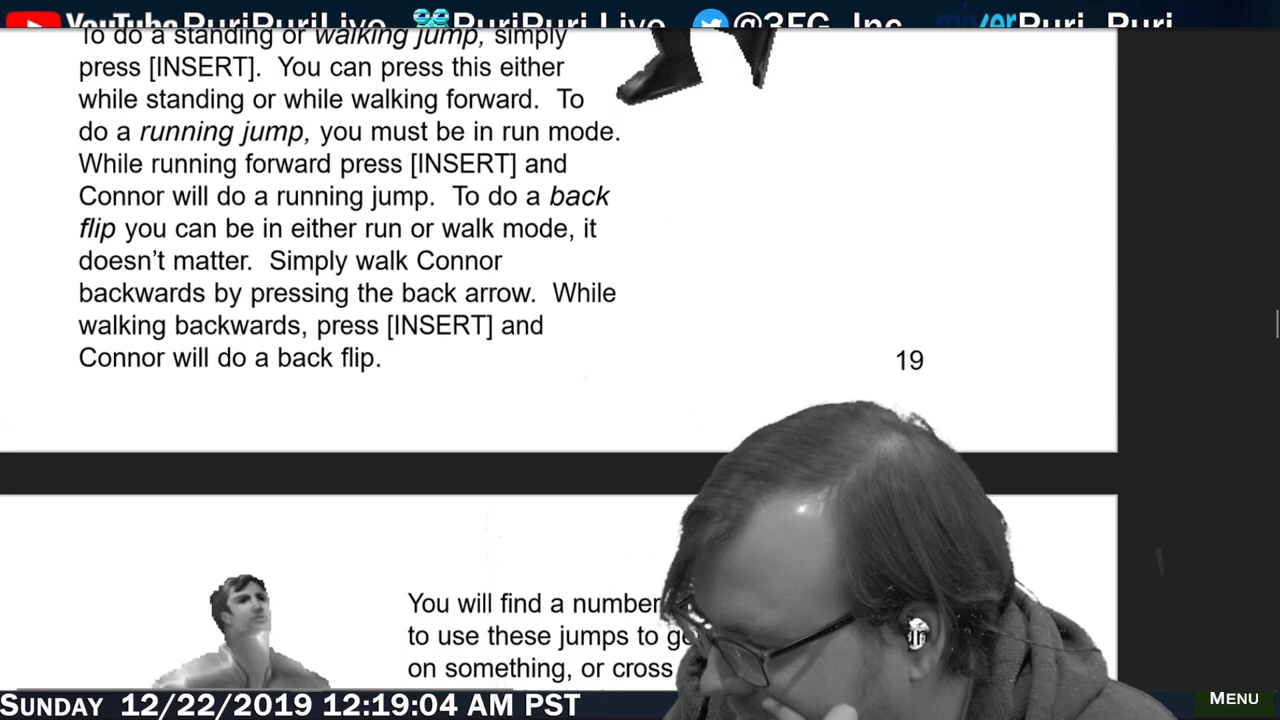 YouTube PuriPuriLive PuriPuri Live @3FG_Inc mixer Puri_Puri
To do a standing or walking jump, simply
press [INSERT]. You can press this either
while standing or while walking forward. To
do a running jump, you must be in run mode.
While running forward press [INSERT] and
Connor will do a running jump. To do a back
flip you can be in either run or walk mode, it
doesn't matter. Simply walk Connor
backwards by pressing the back arrow. While
walking backwards, press [INSERT] and
Connor will do a back flip.
19
You will find a number
to use these jumps to
on something, or cross
SUNDAY 12/22/2019 12:19:04 AM PST
MENU